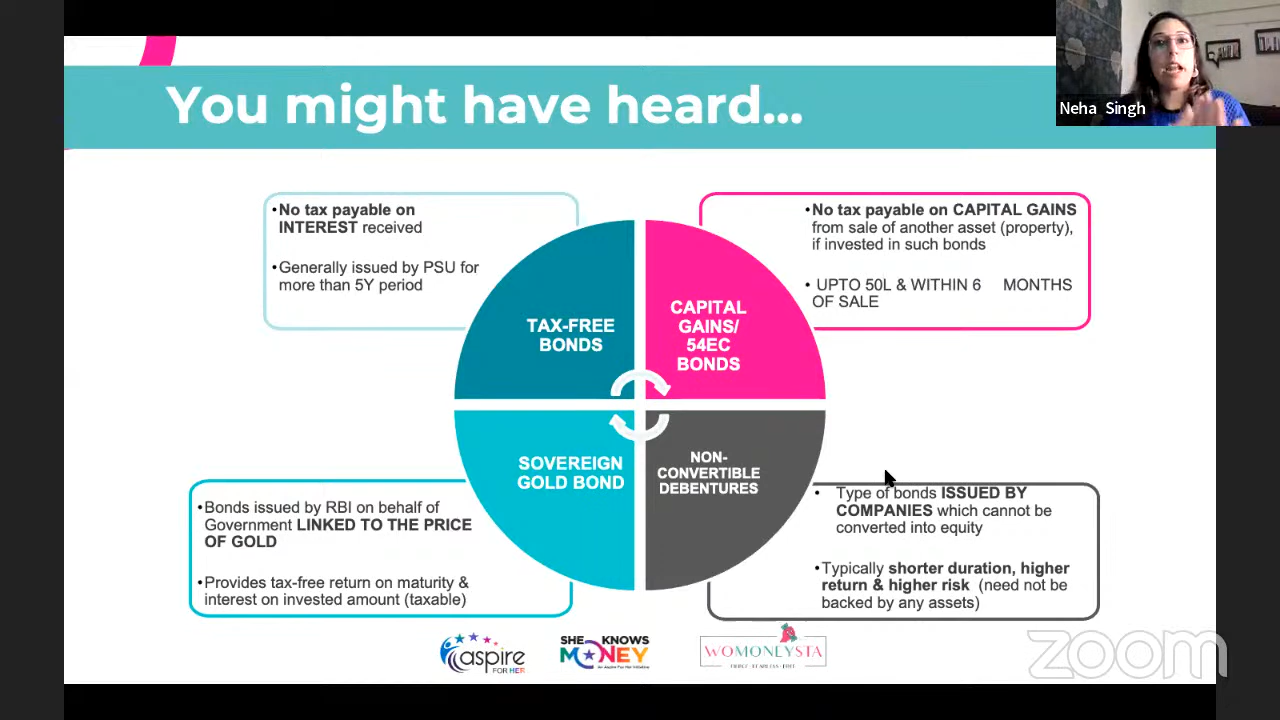 You might have heard...
Neha Singh
•No tax payable on
INTEREST received
•Generally issued by PSU for
more than 5Y period
•No tax payable on CAPITAL GAINS
from sale of another asset (property),
if invested in such bonds
• UPTO 50L & WITHIN 6 MONTHS
OF SALE
TAX-FREE
BONDS
CAPITAL
GAINS/
54EC
BONDS
SOVEREIGN
GOLD BOND
NON-
CONVERTIBLE
DEBENTURES
•Bonds issued by RBI on behalf of
Government LINKED TO THE PRICE
OF GOLD
•Provides tax-free return on maturity &
interest on invested amount (taxable)
• Type of bonds ISSUED BY
COMPANIES which cannot be
converted into equity
•Typically shorter duration, higher
return & higher risk (need not be
backed by any assets)
aspire
FOR HER
SHE KNOWS
MONEY
An Aspire For Her Initiative
WOMONEYSTA
zoom